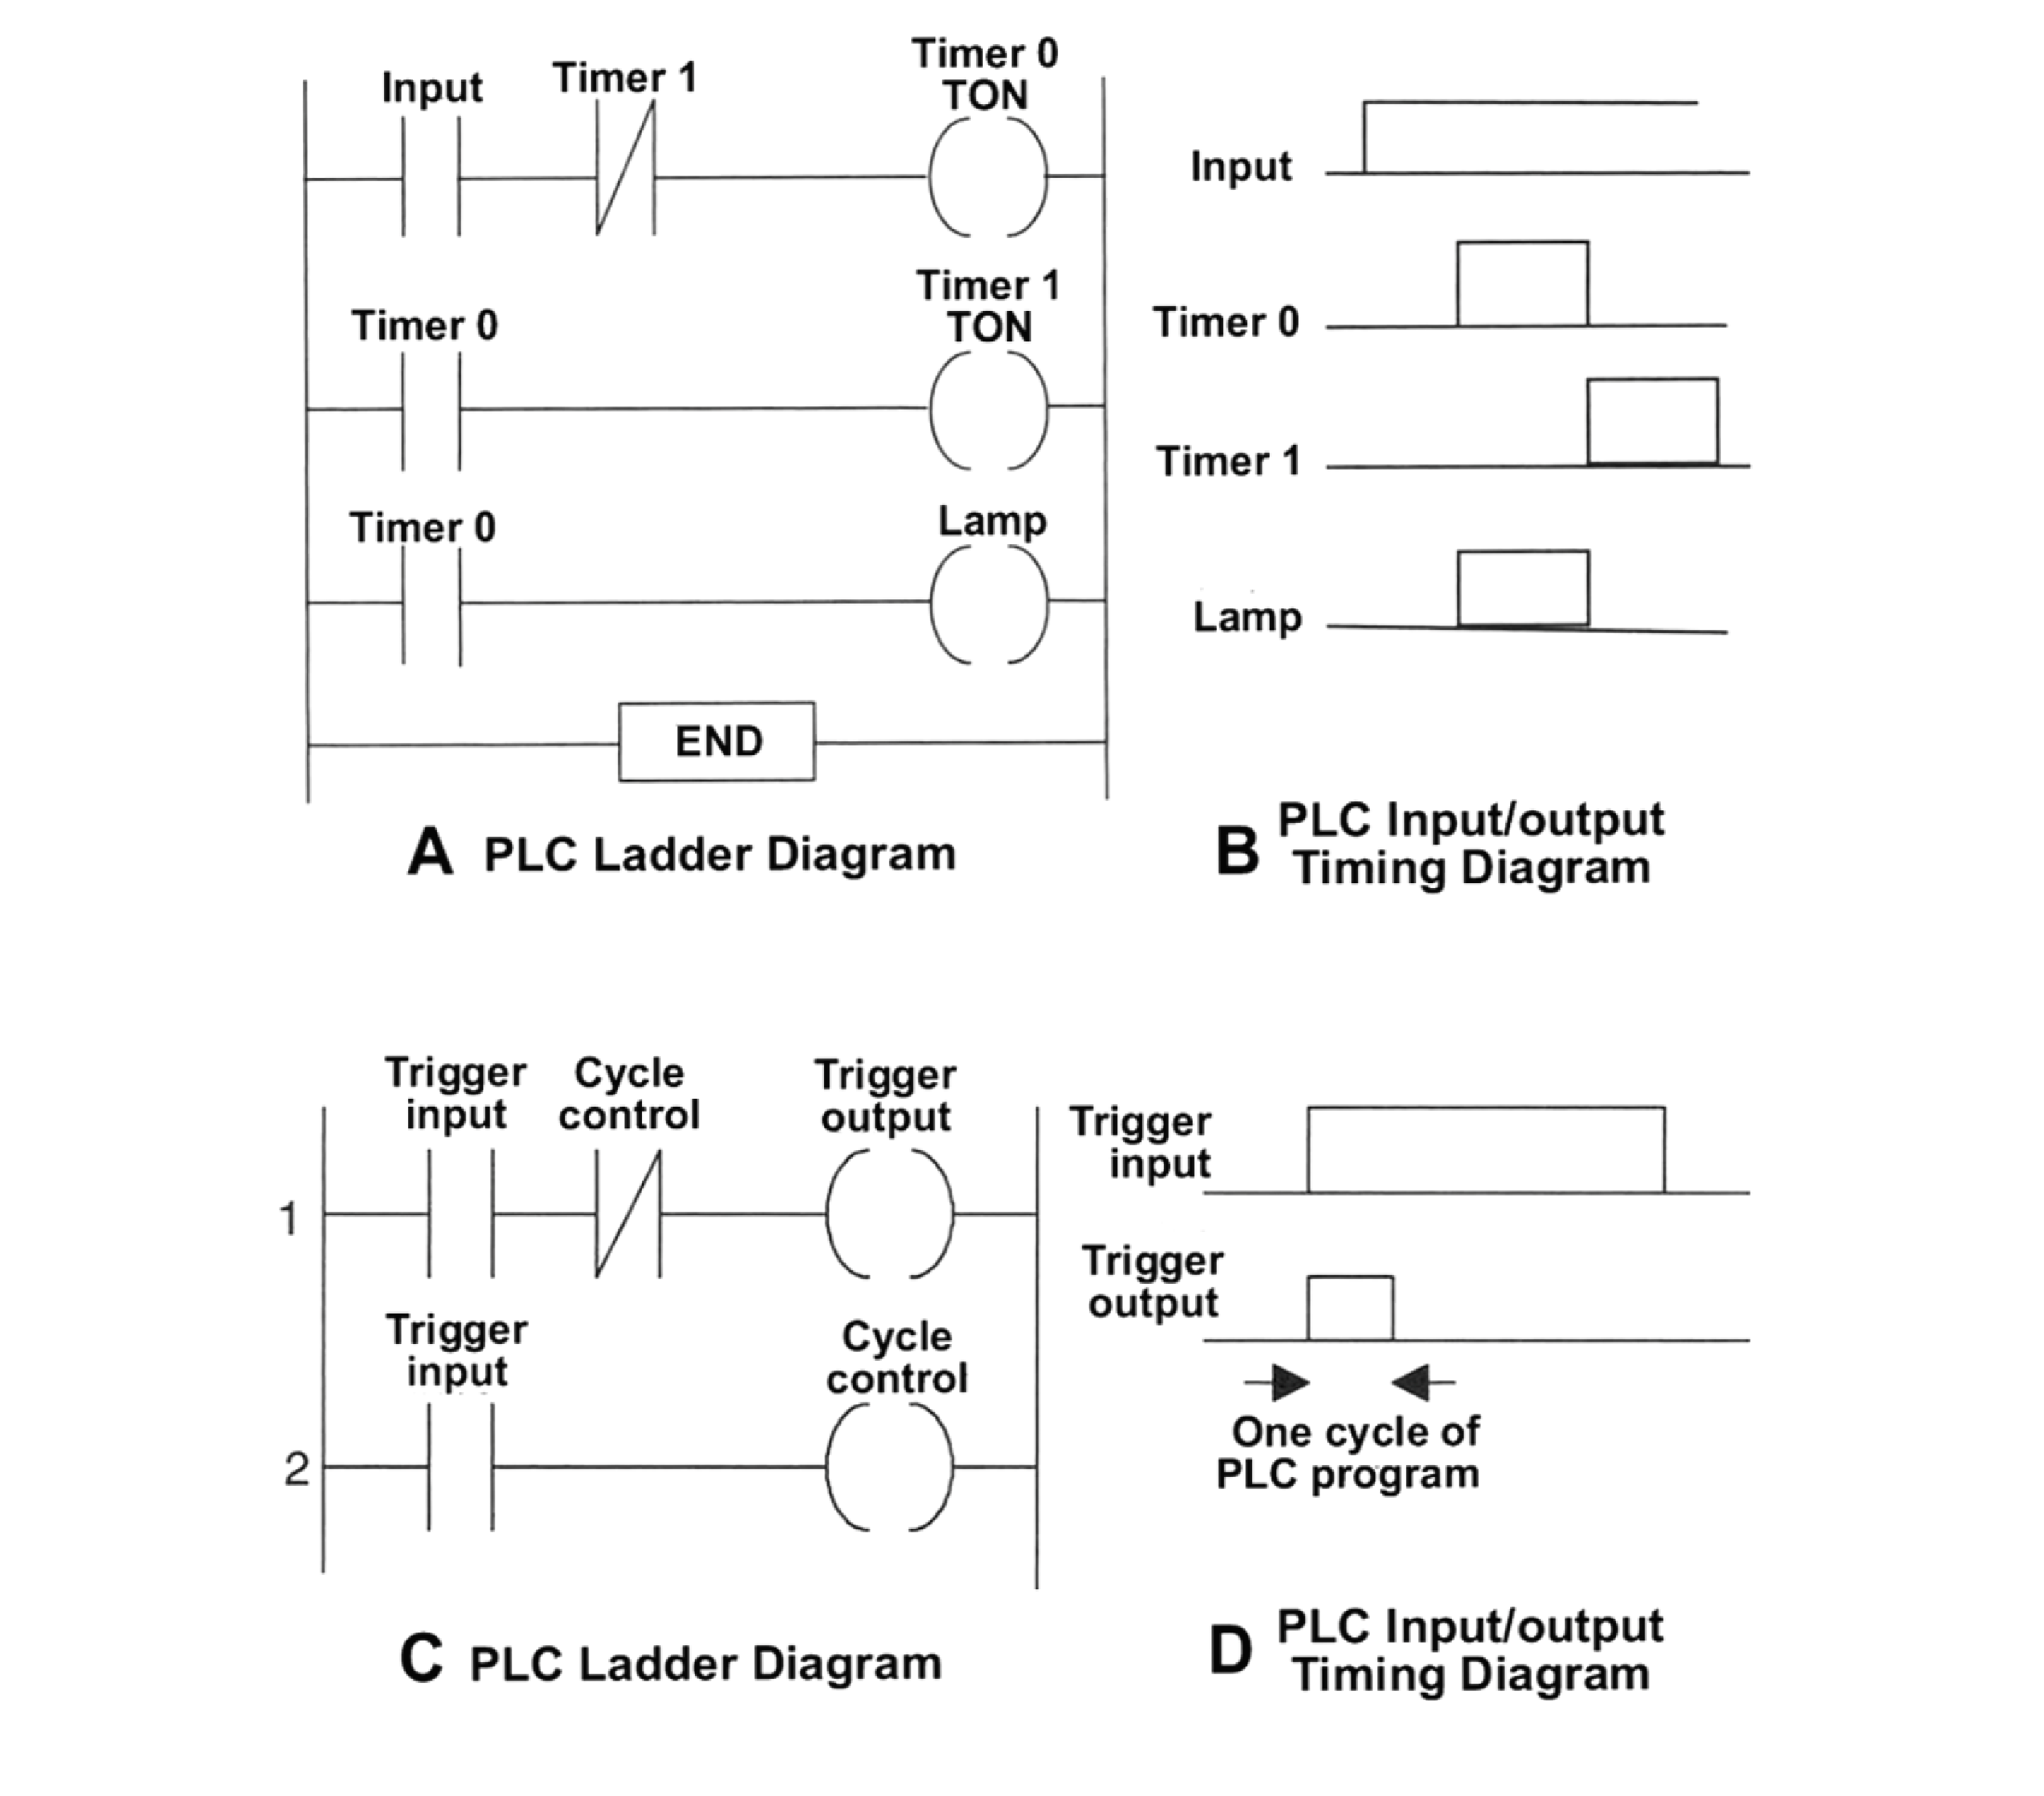 Input
Timer 1
Timer 0
TON
Timer 0
Timer 1
TON
Timer 0
Lamp
END
A PLC Ladder Diagram
Input
Timer 0
Timer 1
Lamp
B PLC Input/output
Timing Diagram
Trigger
input
Cycle
control
Trigger
output
1
Trigger
input
Cycle
control
2
C PLC Ladder Diagram
Trigger
input
Trigger
output
One cycle of
PLC program
D PLC Input/output
Timing Diagram